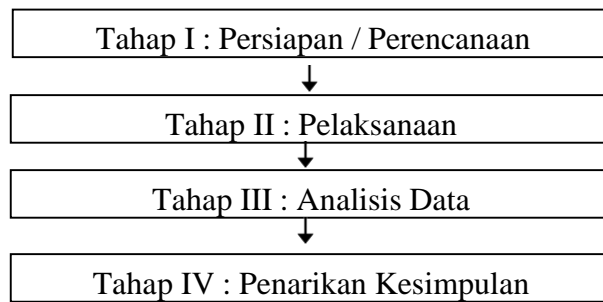 Tahap I : Persiapan / Perencanaan
Tahap II : Pelaksanaan
Tahap III : Analisis Data
Tahap IV : Penarikan Kesimpulan